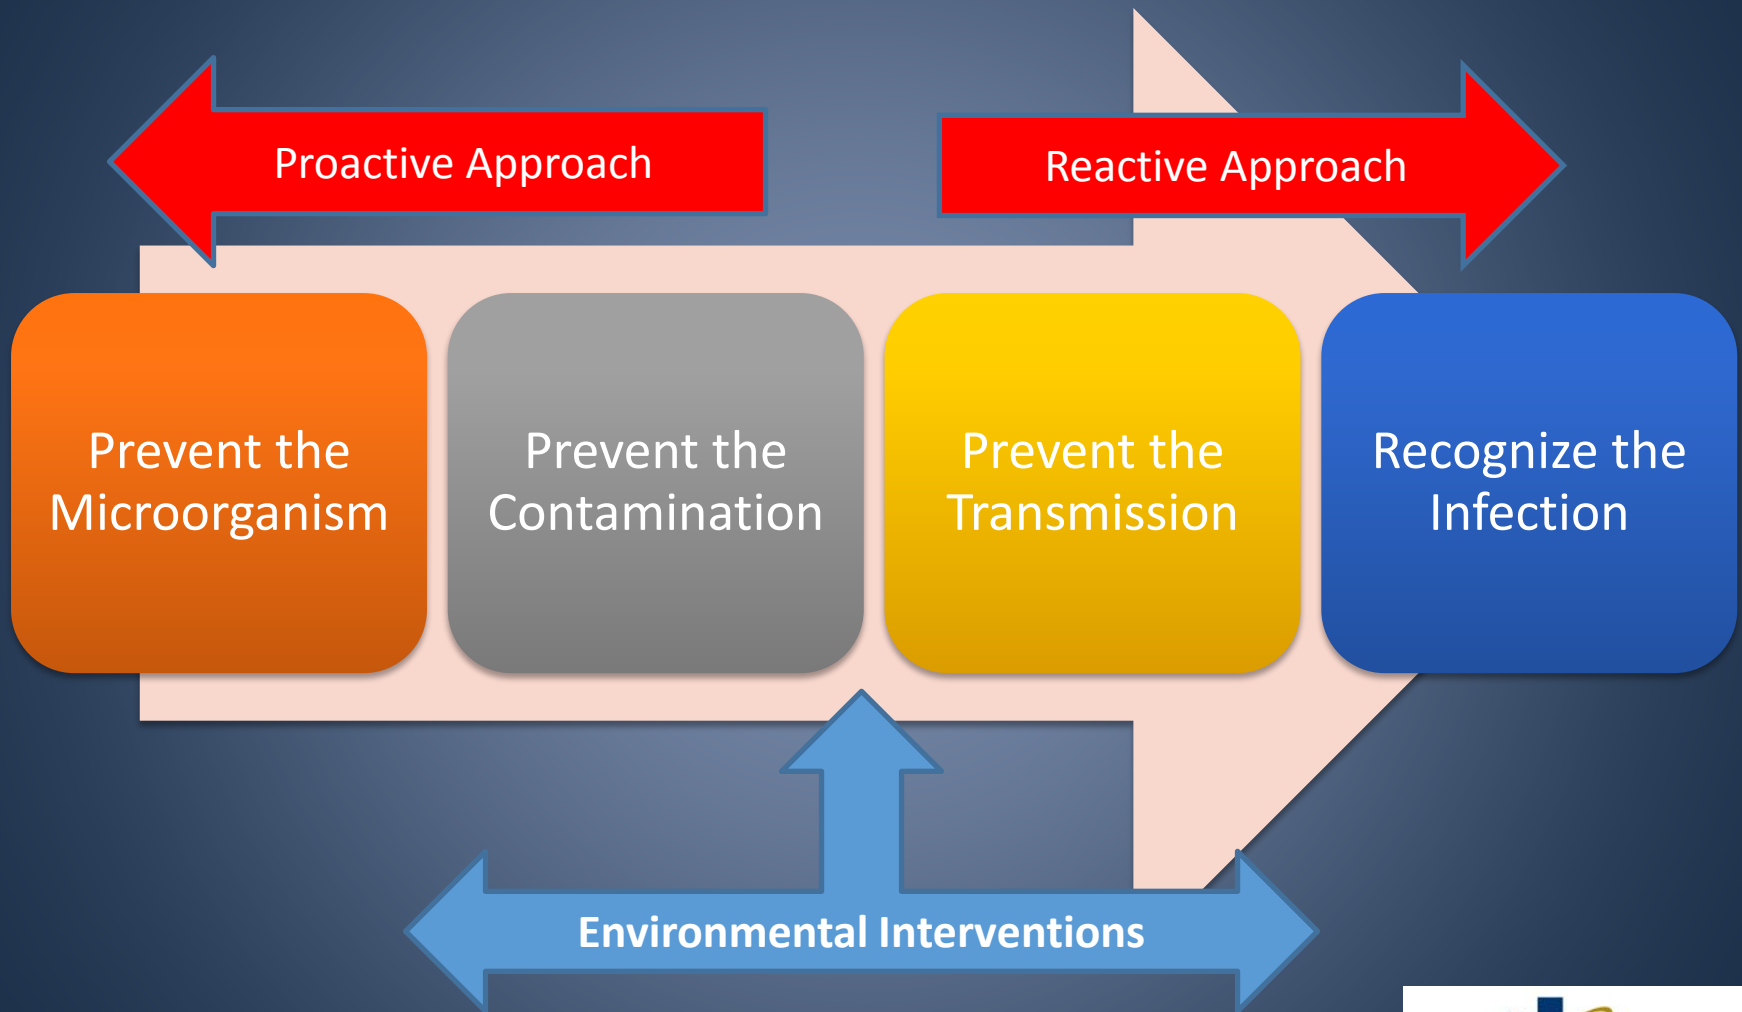 Proactive Approach
Reactive Approach
Prevent the
Microorganism
Prevent the
Contamination
Prevent the
Transmission
Recognize the
Infection
Environmental Interventions